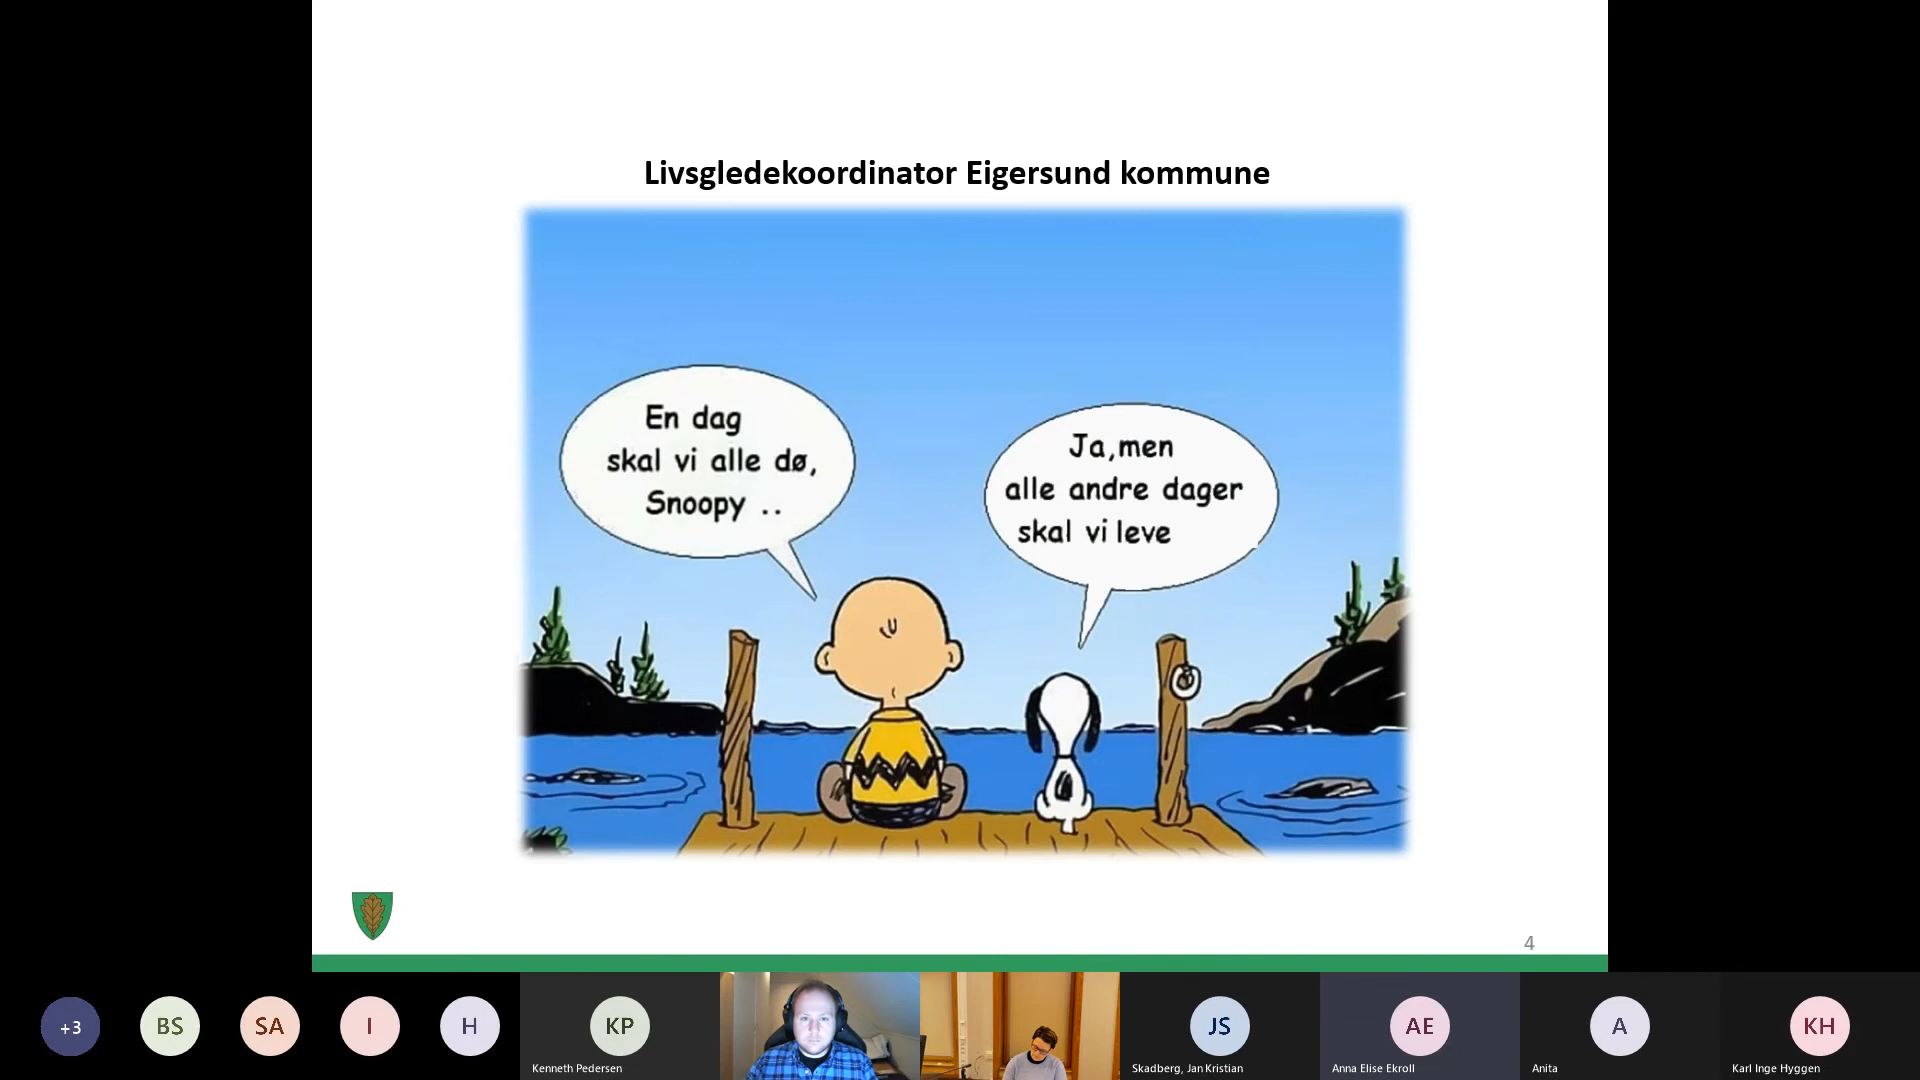 Livsgledekoordinator Eigersund kommune
En dag
skal vi alle dø,
Snoopy ..
Ja,men
alle andre dager
skal vi leve
4
+3
BS
SA
I
H
KP
Kenneth Pedersen
JS
Skadberg, Jan Kristian
AE
Anna Elise Ekroll
A
Anita
KH
Karl Inge Hyggen